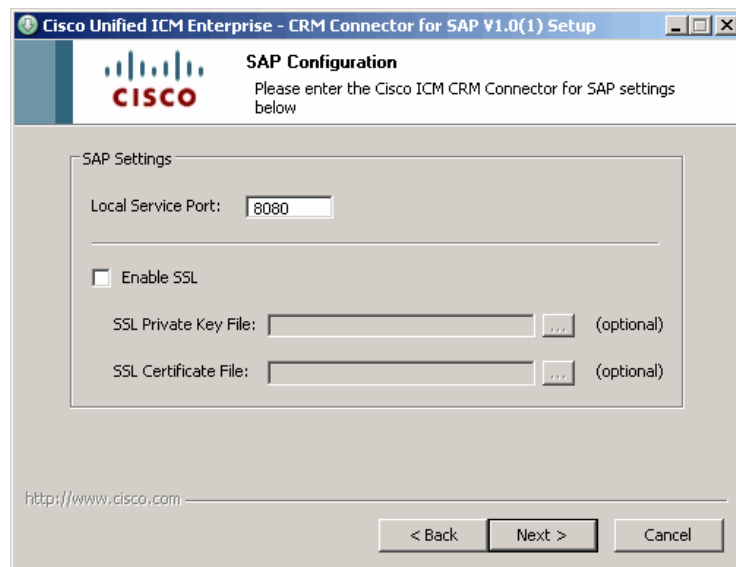 Cisco Unified ICM Enterprise - CRM Connector for SAP V1.0(1) Setup
CISCO
SAP Configuration
Please enter the Cisco ICM CRM Connector for SAP settings
below
SAP Settings
Local Service Port: 8080
Enable SSL
SSL Private Key File: ... (optional)
SSL Certificate File: ... (optional)
http://www.cisco.com
< Back Next > Cancel